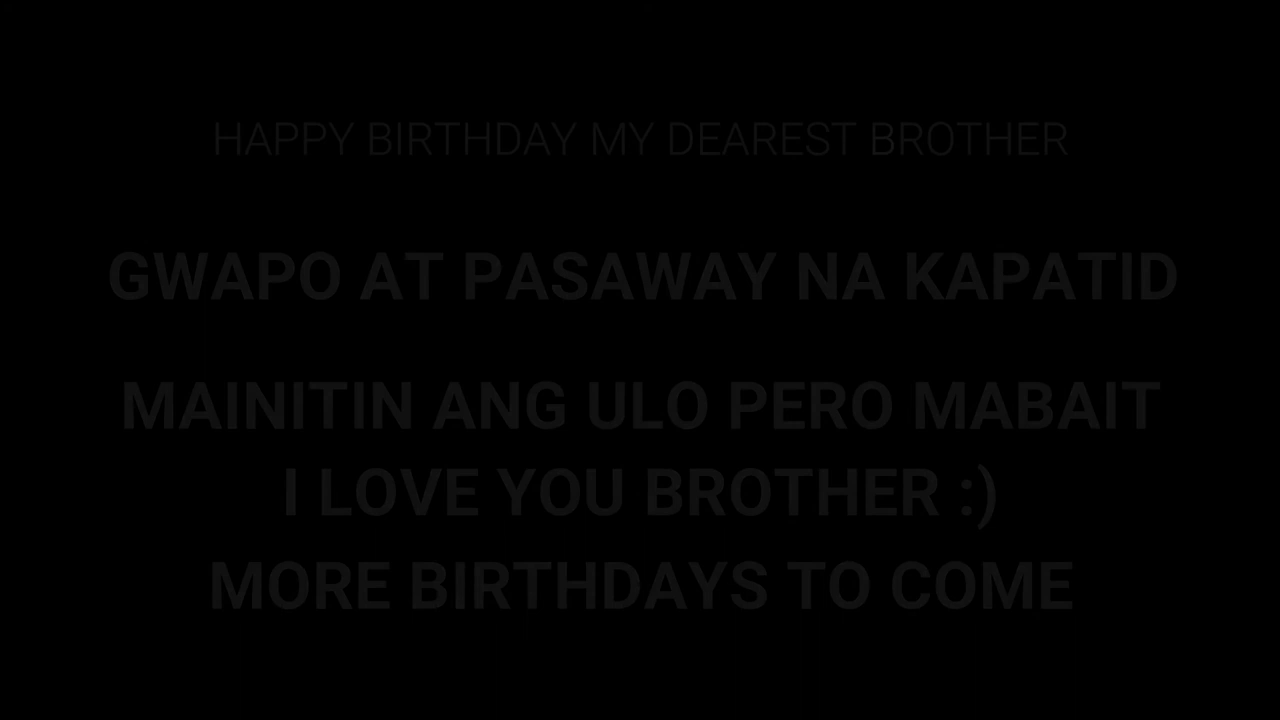 HAPPY BIRTHDAY MY DEAREST BROTHER
GWAPO AT PASAWAY NA KAPATID
MAINITIN ANG ULO PERO MABAIT
I LOVE YOU BROTHER :)
MORE BIRTHDAYS TO COME